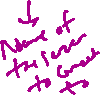 Name of
the person
to Greet
to